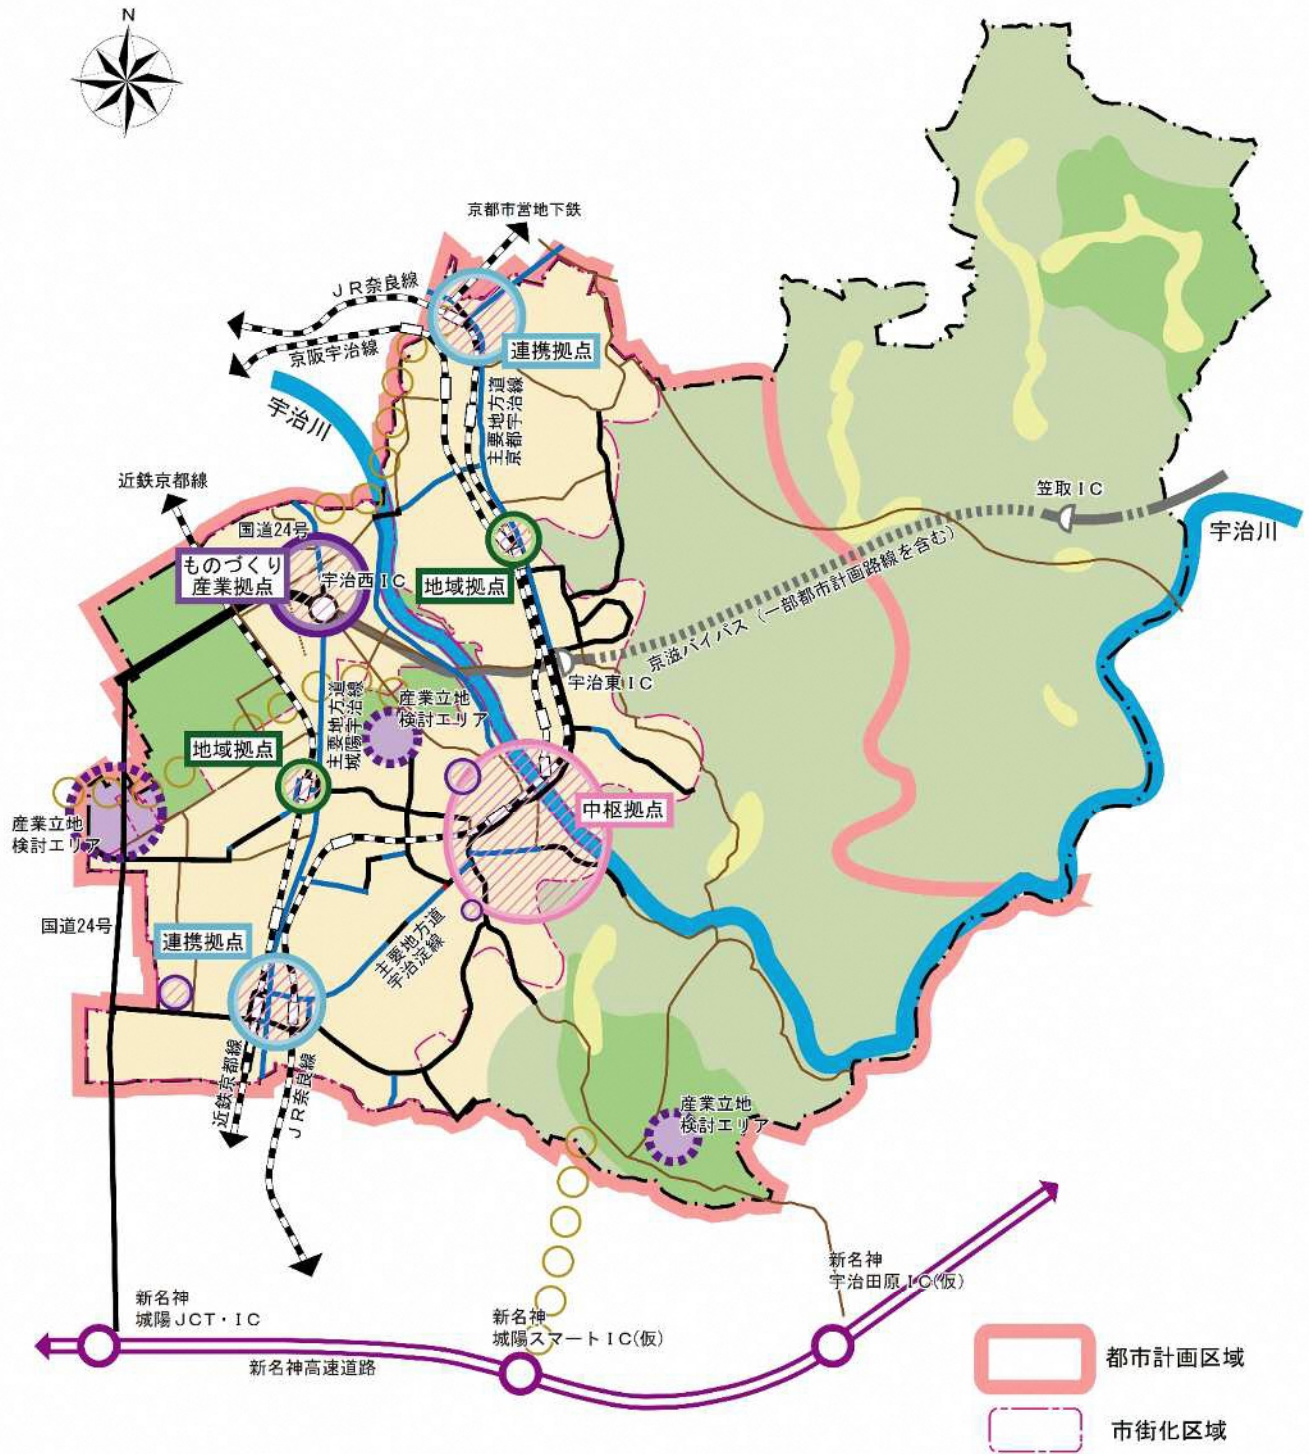 N
京都市営地下鉄
JR奈良線
京阪宇治線
連携拠点
宇治川
主要地方道
京都宇治線
近鉄京都線
笠取IC
国道24号
宇治川
ものづくり
産業拠点
宇治西IC
地域拠点
京滋バイパス(一部都市計画路線を含む)
宇治東IC
産業立地
検討エリア
主要地方道
城陽宇治線
地域拠点
中枢拠点
産業立地
検討エリア
国道24号
連携拠点
主要地方道
宇治淀線
近鉄京都線
JR奈良線
産業立地
検討エリア
新名神
宇治田原IC(仮)
新名神
城陽JCT・IC
新名神
城陽スマートIC(仮)
新名神高速道路
都市計画区域
市街化区域